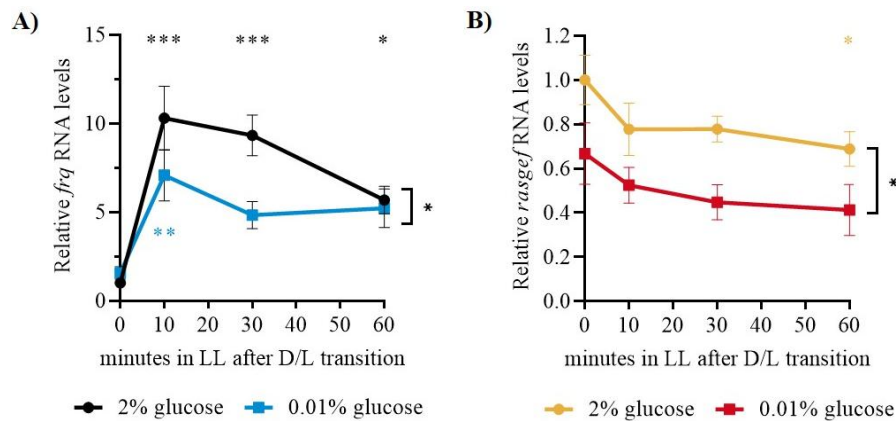 A)
Relative frq RNA levels
15
10
5
0
*** *** *
**
*
0 10 20 30 40 50 60
minutes in LL after D/L transition
2% glucose 0.01% glucose
B)
Relative rasgef RNA levels
1.2
1.0
0.8
0.6
0.4
0.2
0.0
*
*
0 10 20 30 40 50 60
minutes in LL after D/L transition
2% glucose 0.01% glucose